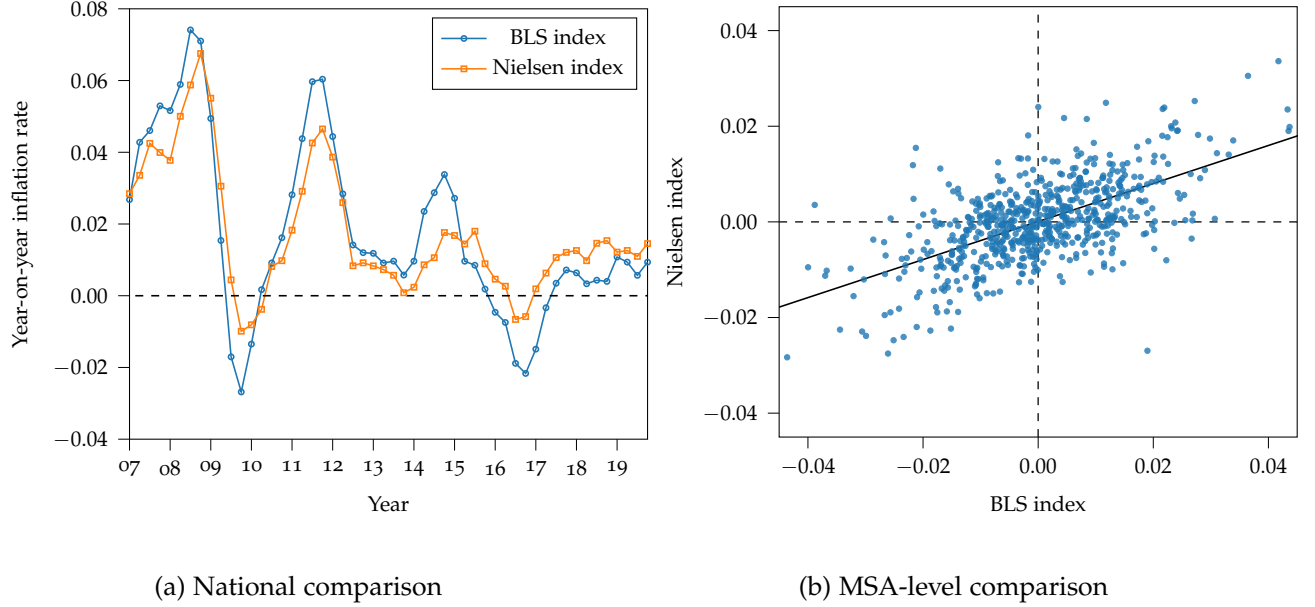 0.08
0.06
0.04
0.02
0.00
−0.02
−0.04
Year-on-year inflation rate
BLS index
Nielsen index
07 08 09 10 11 12 13 14 15 16 17 18 19
Year
(a) National comparison
0.04
0.02
0.00
−0.02
−0.04
Nielsen index
−0.04 −0.02 0.00 0.02 0.04
BLS index
(b) MSA-level comparison